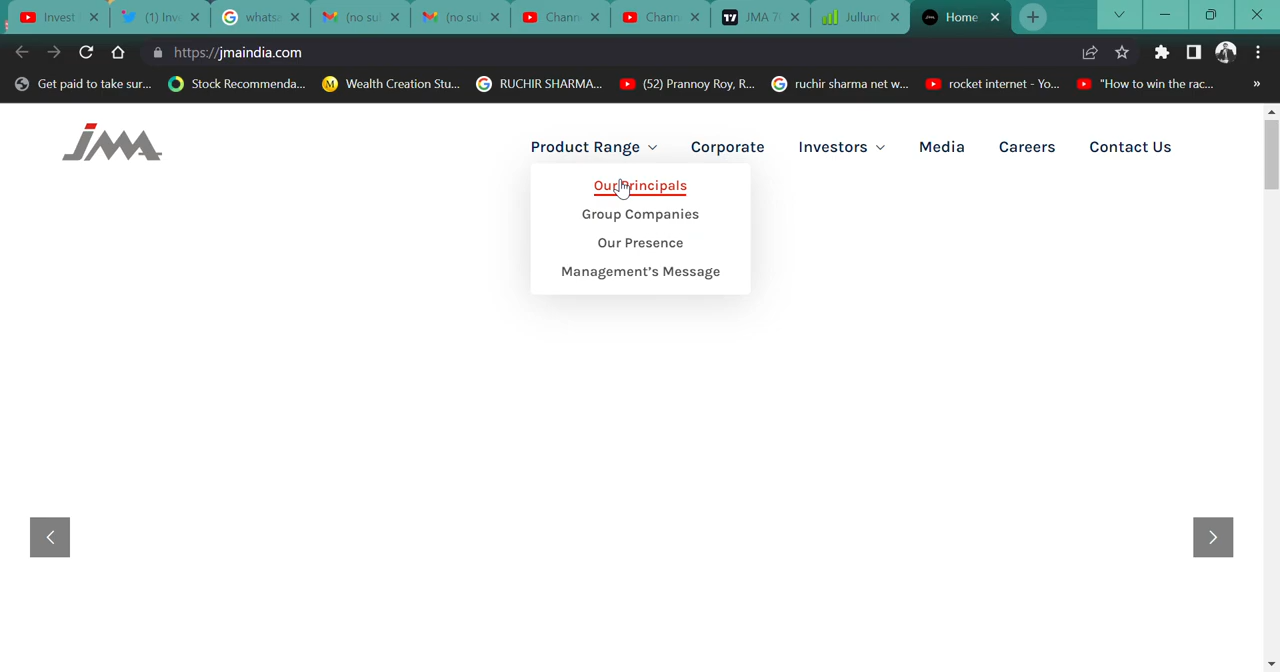 Invest
(1) Inv
whatsa
(no su
(no su
Chann
Chann
JMA 7
Jullun
Home
https://jmaindia.com
Get paid to take sur...
Stock Recommenda...
M Wealth Creation Stu...
RUCHIR SHARMA...
(52) Prannoy Roy, R...
ruchir sharma net w...
rocket internet - Yo...
"How to win the rac...
»
JMA
Product Range
Corporate
Investors
Media
Careers
Contact Us
Our Principals
Group Companies
Our Presence
Management's Message